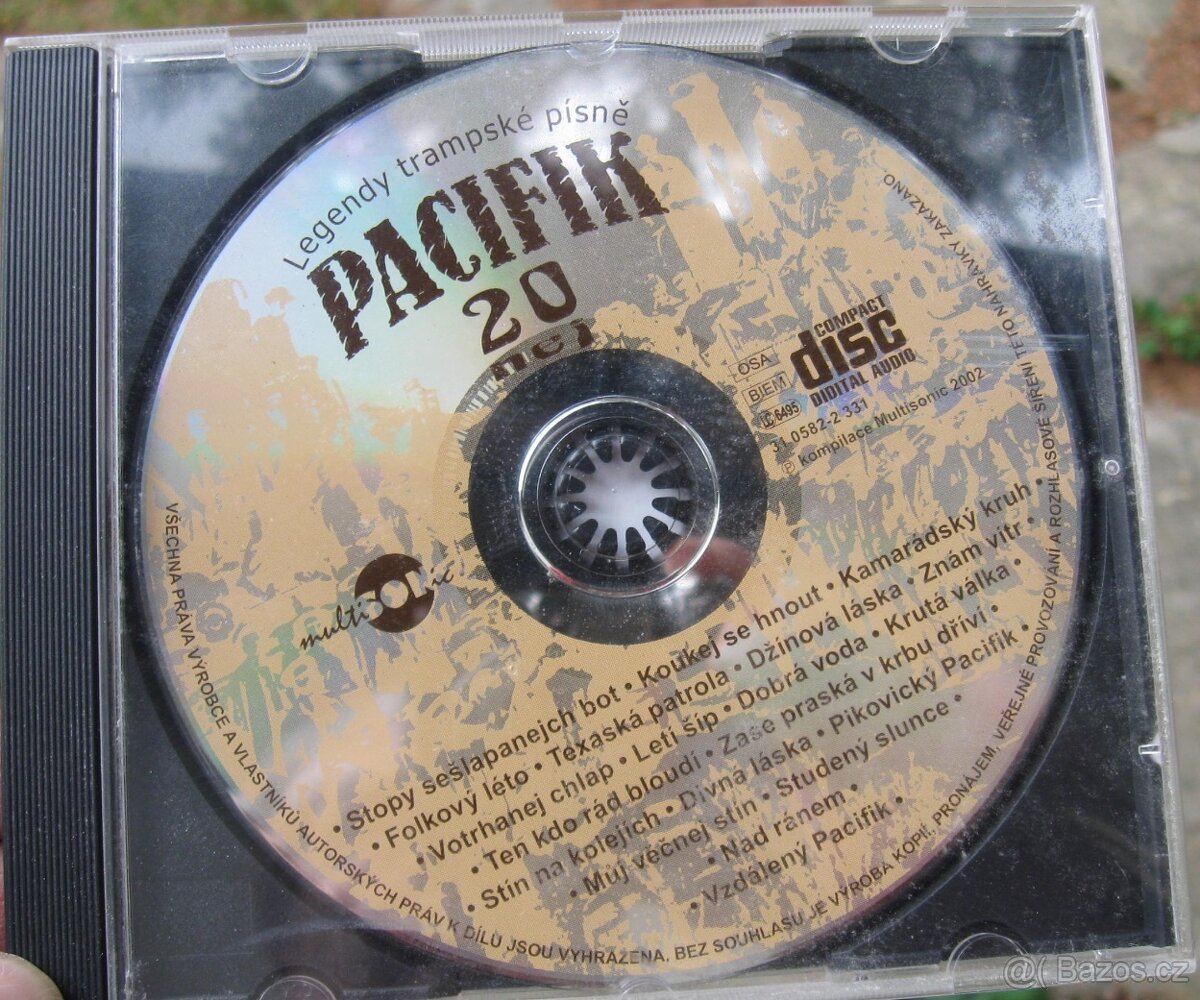 Legendy trampské písně
PACIFIK
20
nej
COMPACT
disc
DIGITAL AUDIO
OSA
BIEM
LC 6495
31 0582-2 331
℗ kompilace Multisonic 2002
multisonic
• Stopy sešlapanejch bot • Koukej se hnout • Kamarádský kruh •
• Folkový léto • Texaská patrola • Džínová láska • Znám vítr •
• Votrhanej chlap • Letí šíp • Dobrá voda • Krutá válka •
• Ten kdo rád bloudí • Zase praská v krbu dříví •
• Stín na kolejích • Divná láska • Pikovický Pacifik •
• Můj věčnej stín • Studený slunce •
• Nad ránem •
• Vzdálený Pacifik •
VŠECHNA PRÁVA VÝROBCE A VLASTNÍKŮ AUTORSKÝCH PRÁV K DÍLŮ JSOU VYHRAZENA, BEZ SOUHLASU JE VÝROBA KOPIÍ, PRONÁJEM, VEŘEJNÉ PROVOZOVÁNÍ A ROZHLASOVÉ ŠÍŘENÍ TÉTO NAHRÁVKY ZAKÁZÁNO.
@( Bazos.cz